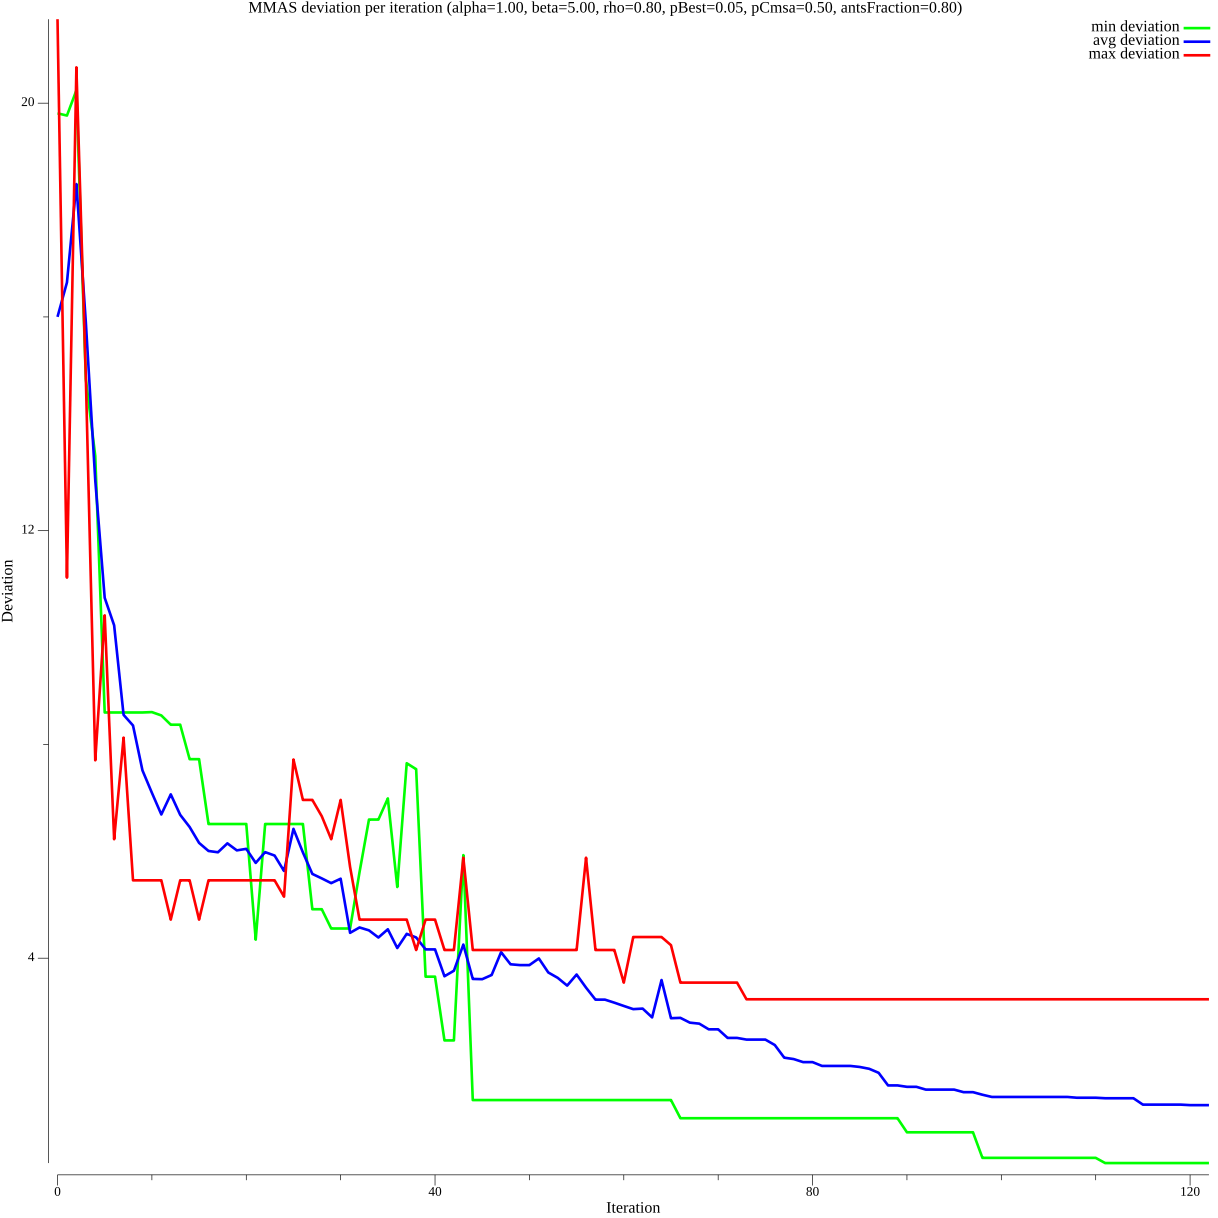 MMAS deviation per iteration (alpha=1.00, beta=5.00, rho=0.80, pBest=0.05, pCmsa=0.50, antsFraction=0.80)
min deviation
avg deviation
max deviation
20
12
4
Deviation
0
40
80
120
Iteration